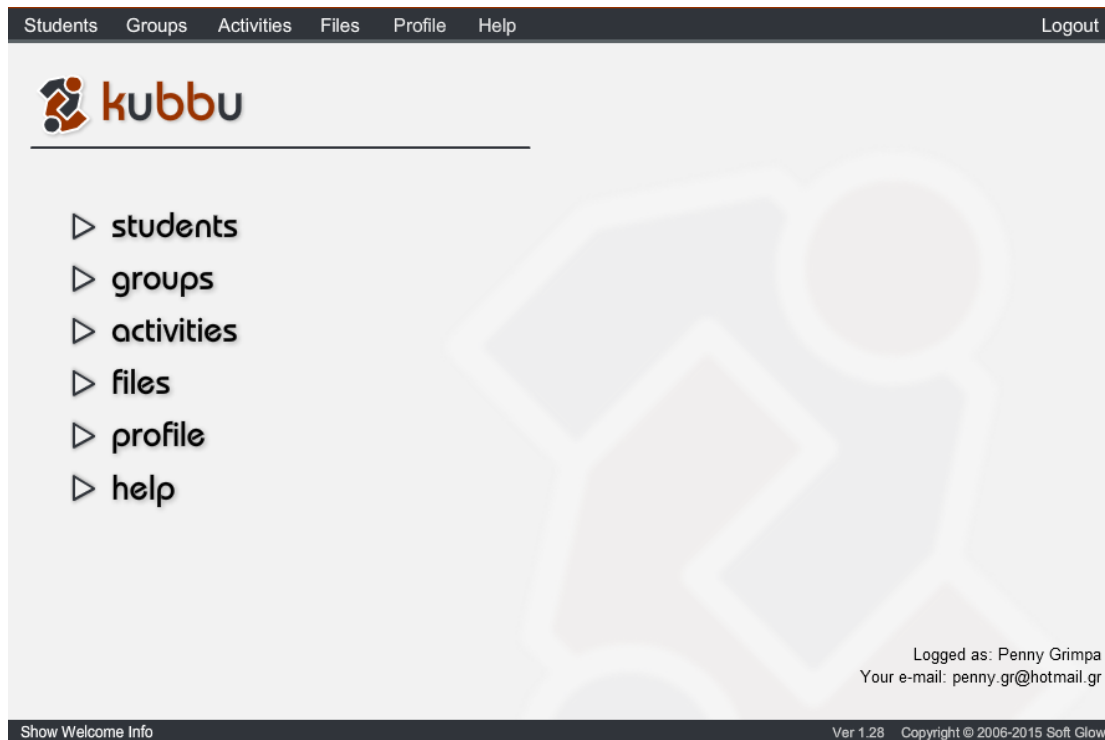 Students Groups Activities Files Profile Help Logout
kubbu
students
groups
activities
files
profile
help
Logged as: Penny Grimpa
Your e-mail: penny.gr@hotmail.gr
Show Welcome Info Ver 1.28 Copyright © 2006-2015 Soft Glow